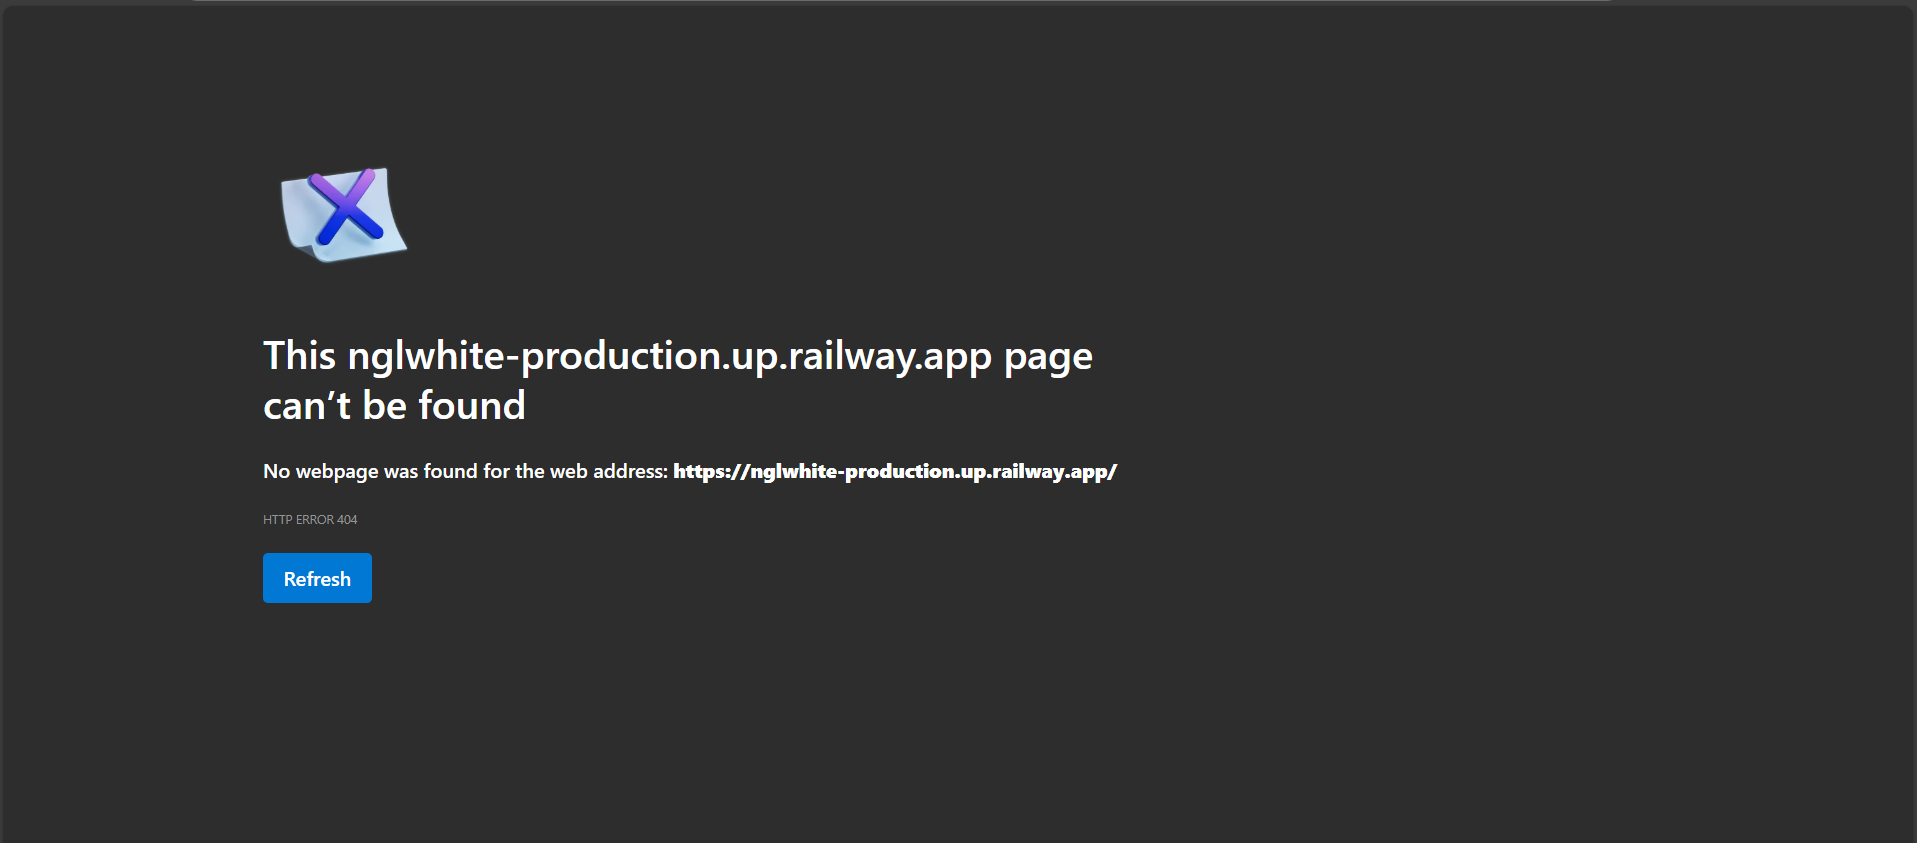 This nglwhite-production.up.railway.app page
can’t be found
No webpage was found for the web address: https://nglwhite-production.up.railway.app/
HTTP ERROR 404
Refresh